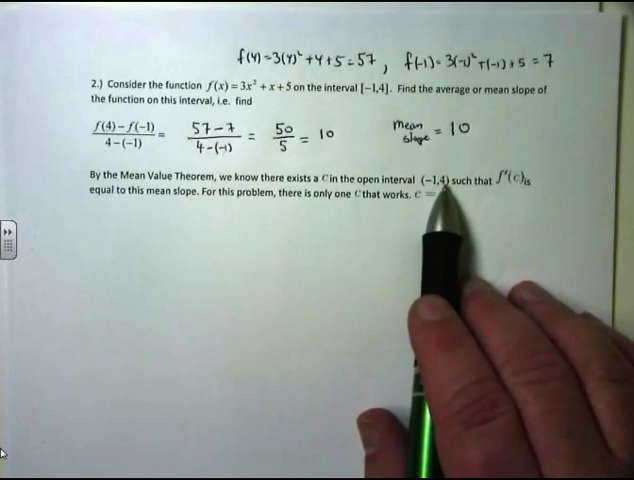 f(4)=3(4)²+4+5=57 , f(-1)=3(-1)²+(-1)+5=7
2.) Consider the function f(x)=3x²+x+5 on the interval [−1,4]. Find the average or mean slope of
the function on this interval, i.e. find
f(4)−f(−1)/4−(−1) = 57-7/4-(-1) = 50/5 = 10 mean slope = 10
By the Mean Value Theorem, we know there exists a c in the open interval (−1,4) such that f′(c) is
equal to this mean slope. For this problem, there is only one c that works. c =